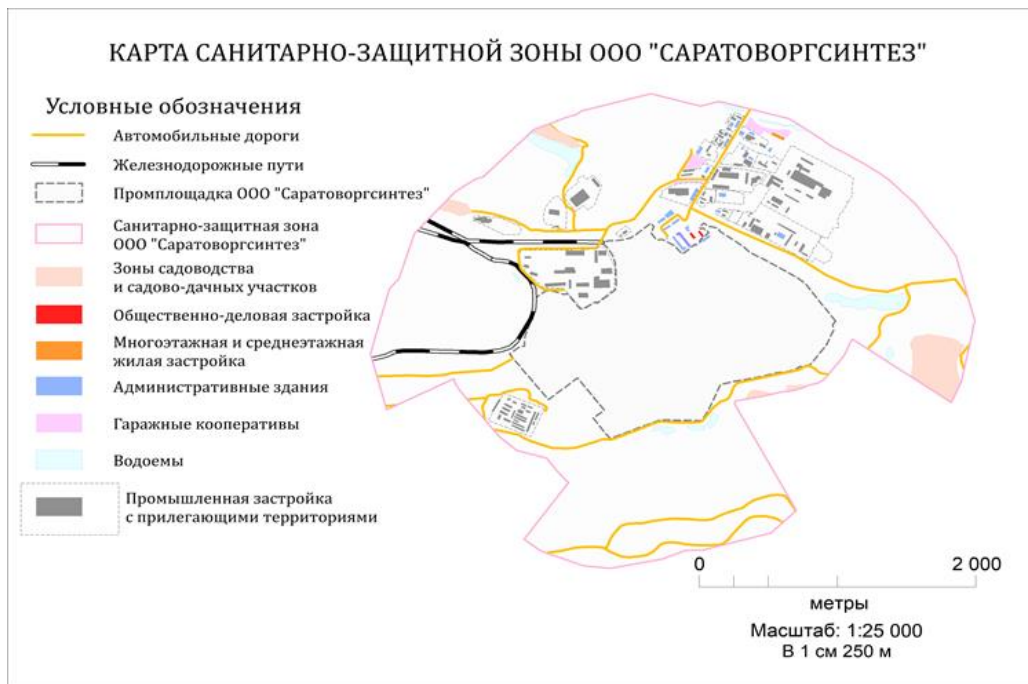 КАРТА САНИТАРНО-ЗАЩИТНОЙ ЗОНЫ ООО "САРАТОВОРГСИНТЕЗ"
Условные обозначения
Автомобильные дороги
Железнодорожные пути
Промплощадка ООО "Саратоворгсинтез"
Санитарно-защитная зона
ООО "Саратоворгсинтез"
Зоны садоводства
и садово-дачных участков
Общественно-деловая застройка
Многоэтажная и среднеэтажная
жилая застройка
Административные здания
Гаражные кооперативы
Водоемы
Промышленная застройка
с прилегающими территориями
0 2 000
метры
Масштаб: 1:25 000
В 1 см 250 м